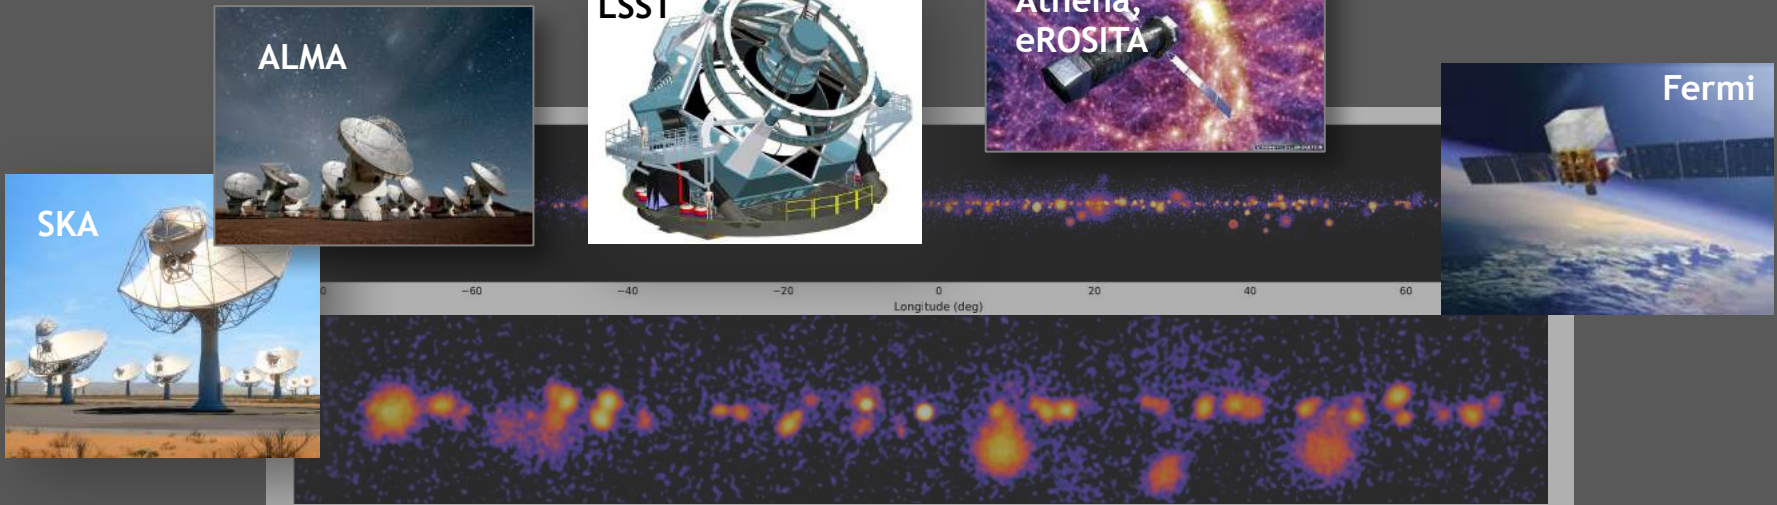 LSST
Athena,
eROSITA
ALMA
Fermi
SKA
−60 −40 −20 0 20 40 60
Longitude (deg)